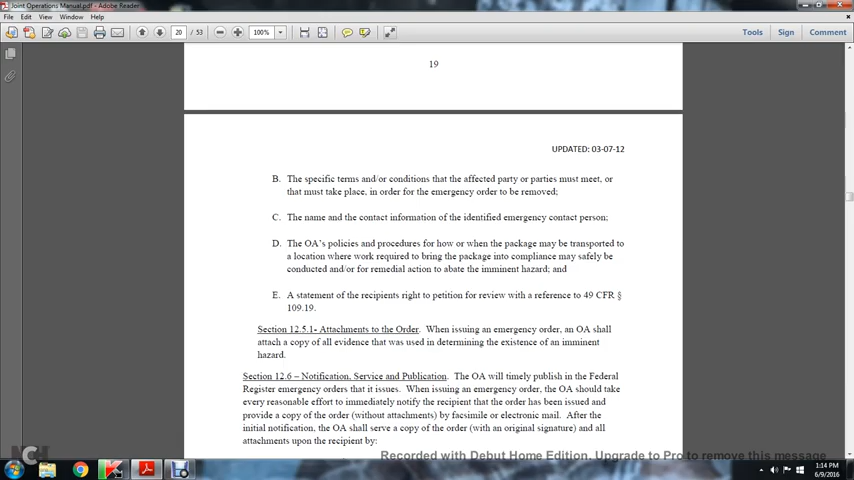 Joint Operations Manual.pdf - Adobe Reader
File Edit View Window Help
20 / 53 100% Tools Sign Comment
19
UPDATED: 03-07-12
B. The specific terms and/or conditions that the affected party or parties must meet, or
that must take place, in order for the emergency order to be removed;
C. The name and the contact information of the identified emergency contact person;
D. The OA's policies and procedures for how or when the package may be transported to
a location where work required to bring the package into compliance may safely be
conducted and/or for remedial action to abate the imminent hazard; and
E. A statement of the recipients right to petition for review with a reference to 49 CFR §
109.19.
Section 12.5.1- Attachments to the Order. When issuing an emergency order, an OA shall
attach a copy of all evidence that was used in determining the existence of an imminent
hazard.
Section 12.6 – Notification, Service and Publication. The OA will timely publish in the Federal
Register emergency orders that it issues. When issuing an emergency order, the OA should take
every reasonable effort to immediately notify the recipient that the order has been issued and
provide a copy of the order (without attachments) by facsimile or electronic mail. After the
initial notification, the OA shall serve a copy of the order (with an original signature) and all
attachments upon the recipient by:
NCH
Recorded with Debut Home Edition. Upgrade to Pro to remove this message
1:14 PM
6/9/2016